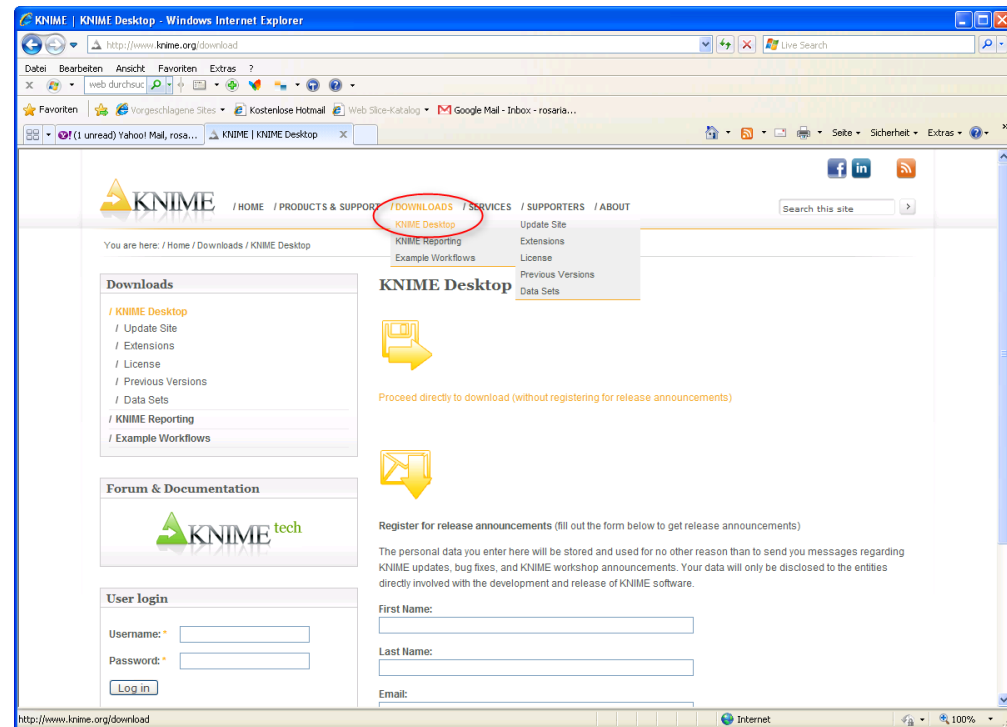 KNIME | KNIME Desktop - Windows Internet Explorer
http://www.knime.org/download
Live Search
Datei Bearbeiten Ansicht Favoriten Extras ?
web durchsuc
Favoriten Vorgeschlagene Sites Kostenlose Hotmail Web Slice-Katalog Google Mail - Inbox - rosaria...
(1 unread) Yahoo! Mail, rosa... KNIME | KNIME Desktop X Seite Sicherheit Extras
KNIME
/ HOME / PRODUCTS & SUPPORT / DOWNLOADS / SERVICES / SUPPORTERS / ABOUT
Search this site
KNIME Desktop Update Site
KNIME Reporting Extensions
Example Workflows License
Previous Versions
Data Sets
You are here: / Home / Downloads / KNIME Desktop
Downloads
/ KNIME Desktop
/ Update Site
/ Extensions
/ License
/ Previous Versions
/ Data Sets
/ KNIME Reporting
/ Example Workflows
Forum & Documentation
KNIME tech
User login
Username: *
Password: *
Log in
KNIME Desktop
Proceed directly to download (without registering for release announcements)
Register for release announcements (fill out the form below to get release announcements)
The personal data you enter here will be stored and used for no other reason than to send you messages regarding
KNIME updates, bug fixes, and KNIME workshop announcements. Your data will only be disclosed to the entities
directly involved with the development and release of KNIME software.
First Name:
Last Name:
Email:
http://www.knime.org/download Internet 100%